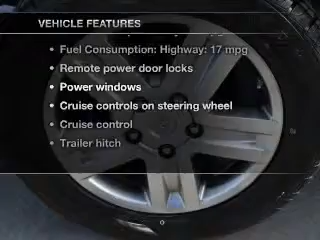 VEHICLE FEATURES
• Fuel Consumption: Highway: 17 mpg
• Remote power door locks
• Power windows
• Cruise controls on steering wheel
• Cruise control
• Trailer hitch